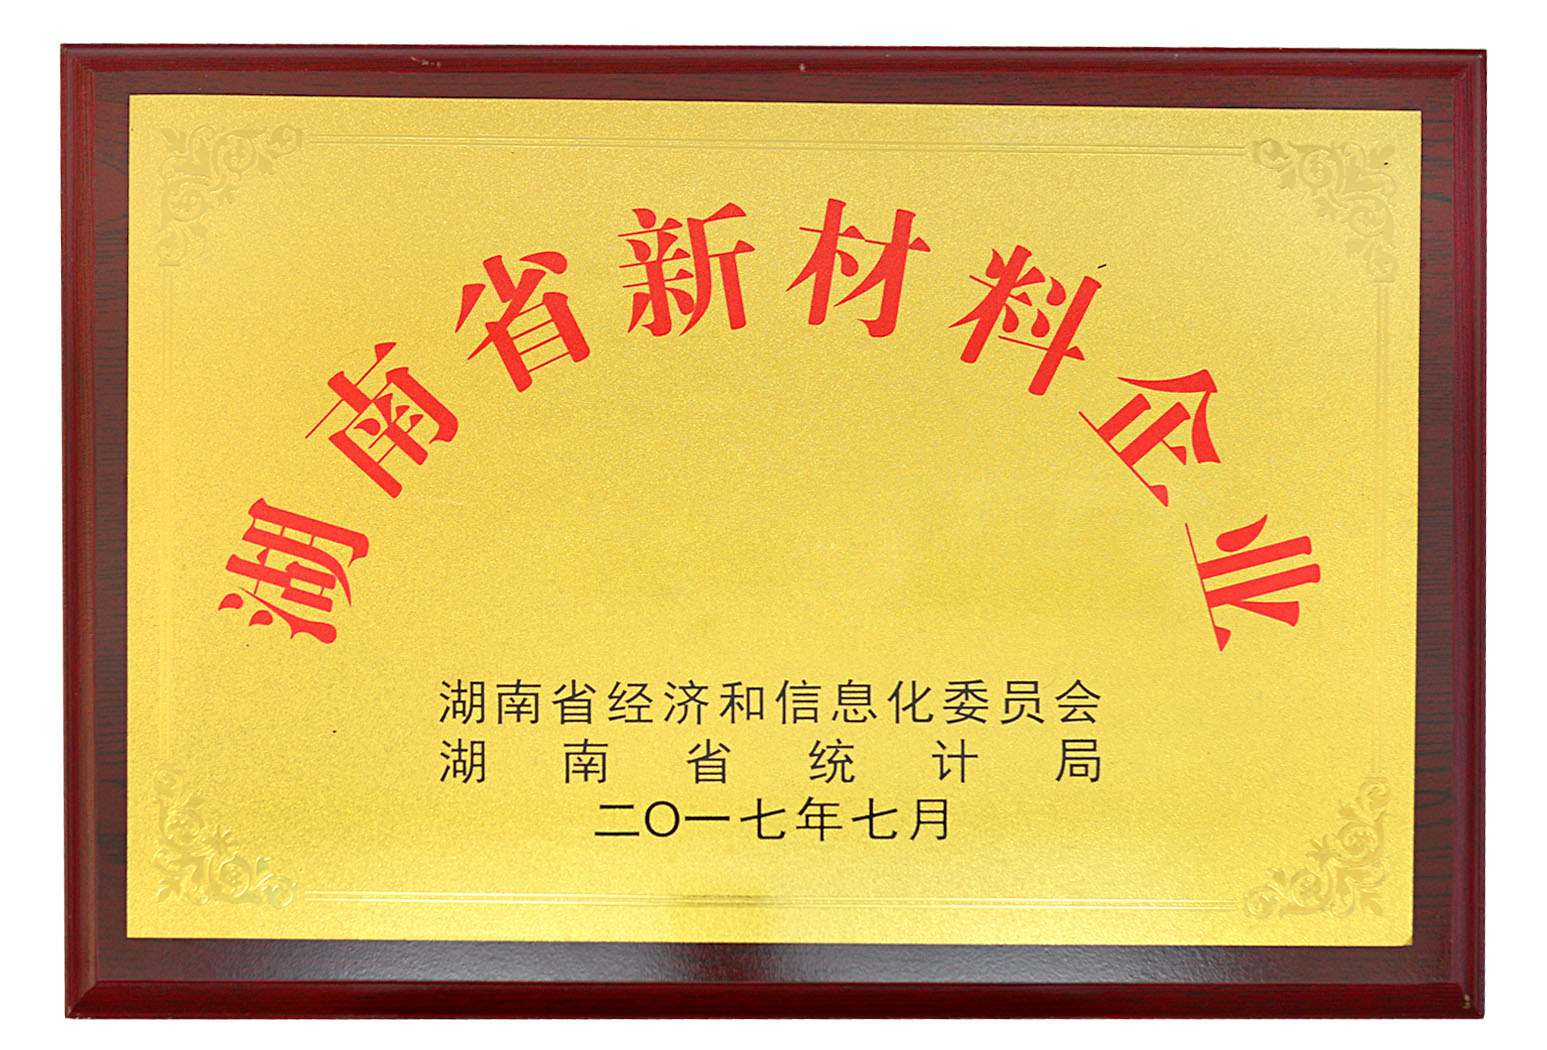 湖南省新材料企业
湖南省经济和信息化委员会
湖南省统计局
二〇一七年七月